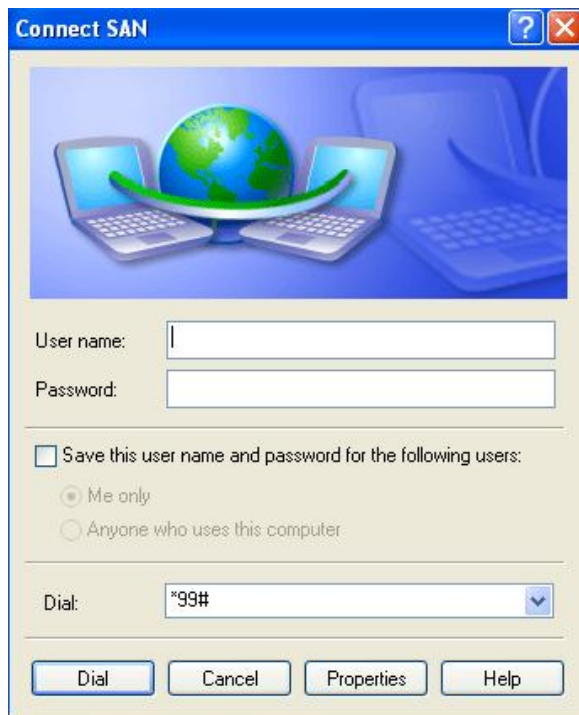 Connect SAN
User name:
Password:
Save this user name and password for the following users:
Me only
Anyone who uses this computer
Dial: *99#
Dial Cancel Properties Help